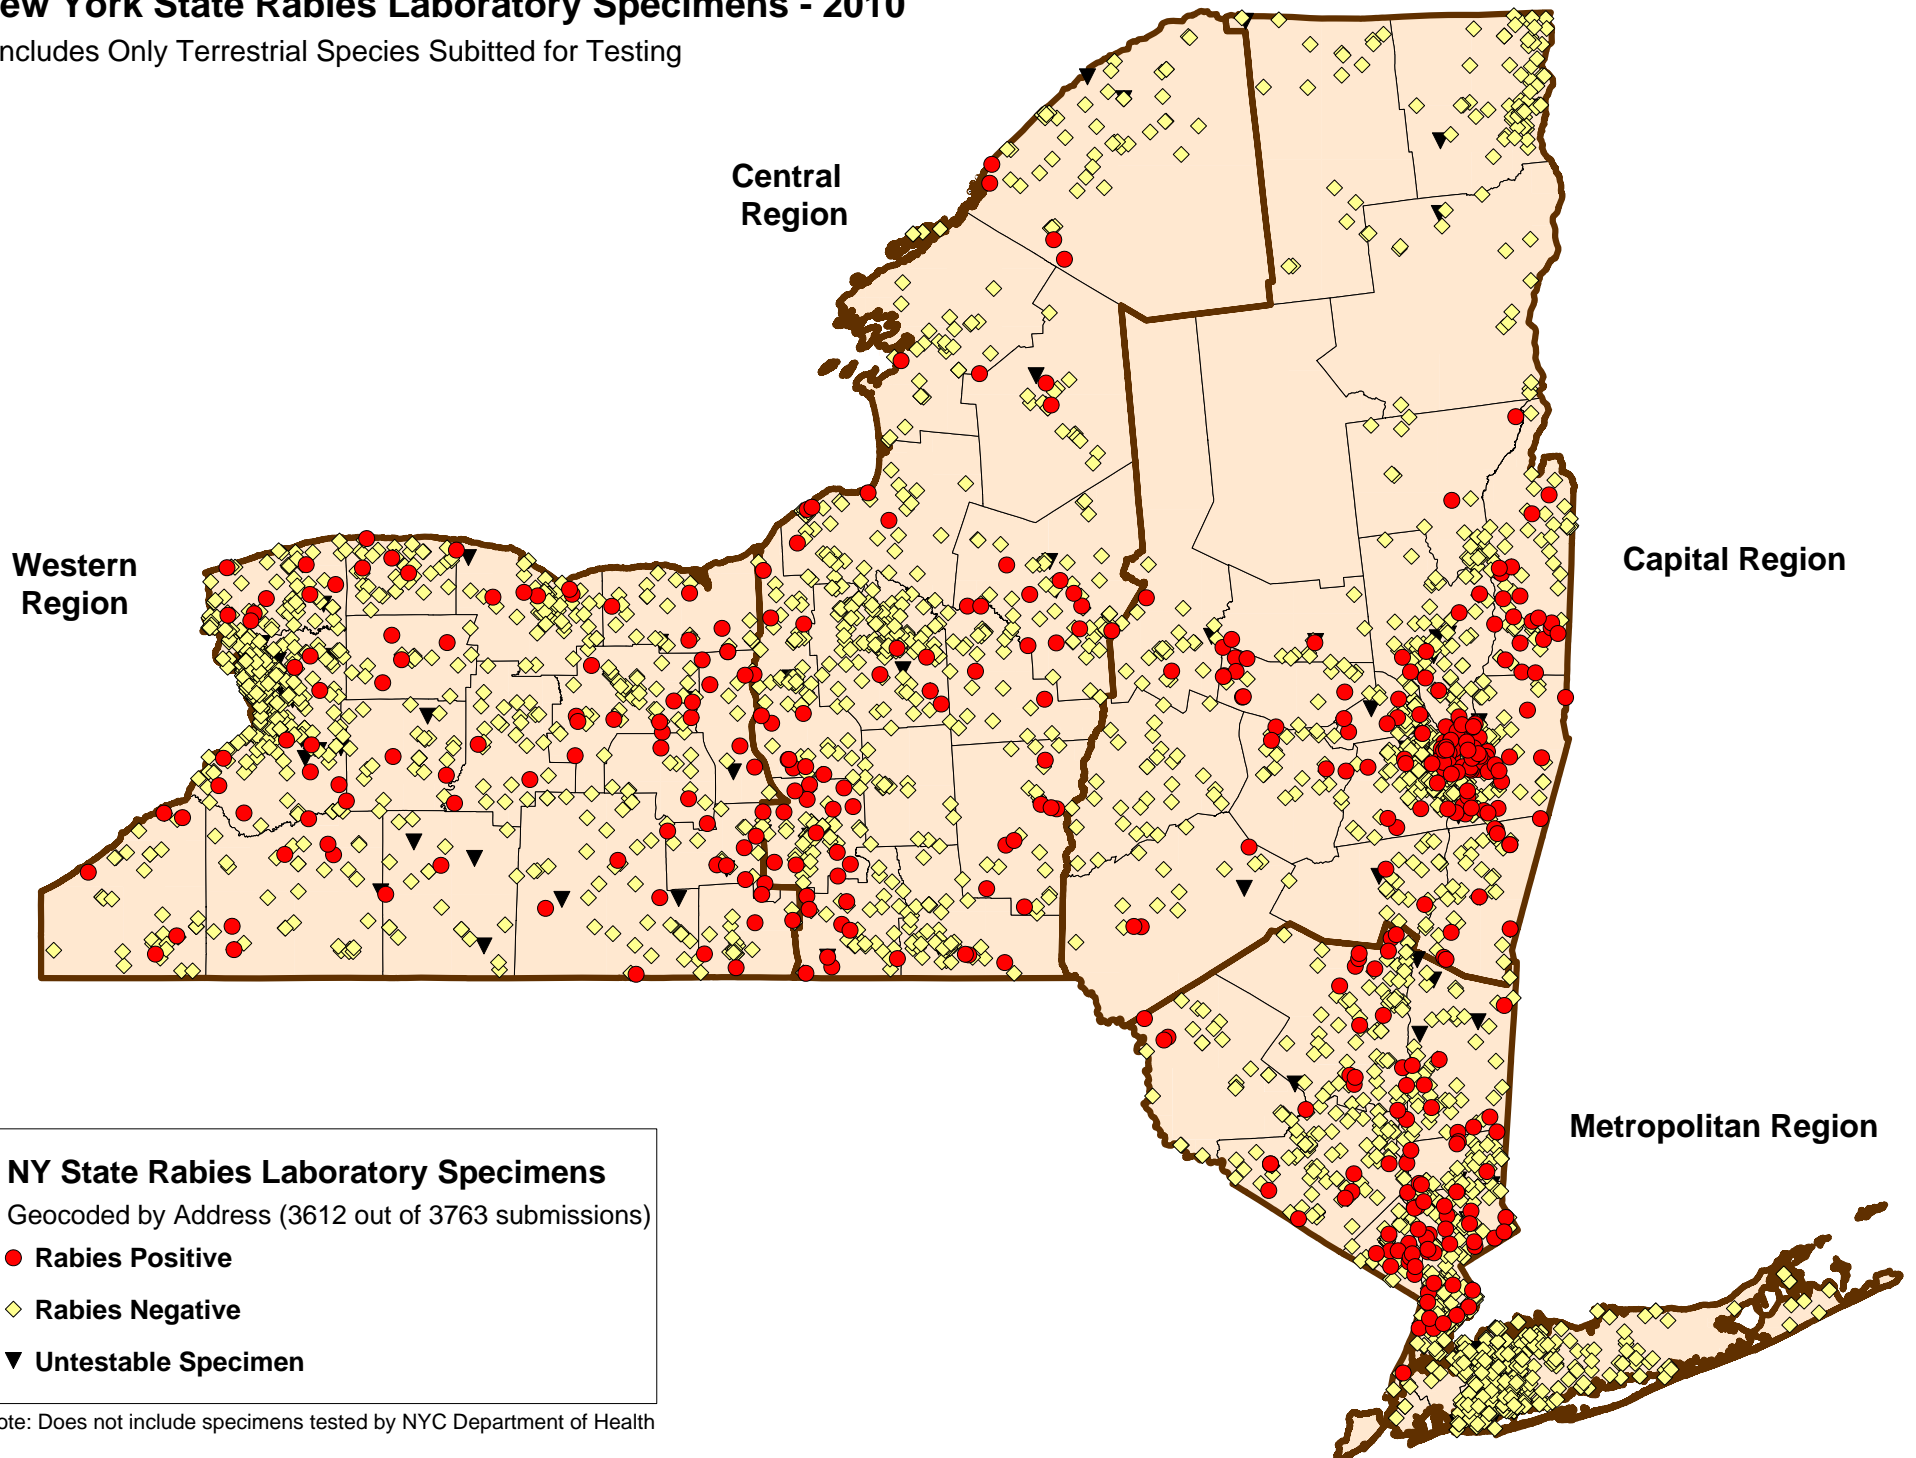 ew York State Rabies Laboratory Specimens - 2010
ncludes Only Terrestrial Species Subitted for Testing
Central
Region
Western
Region
Capital Region
Metropolitan Region
NY State Rabies Laboratory Specimens
Geocoded by Address (3612 out of 3763 submissions)
Rabies Positive
Rabies Negative
Untestable Specimen
ote: Does not include specimens tested by NYC Department of Health